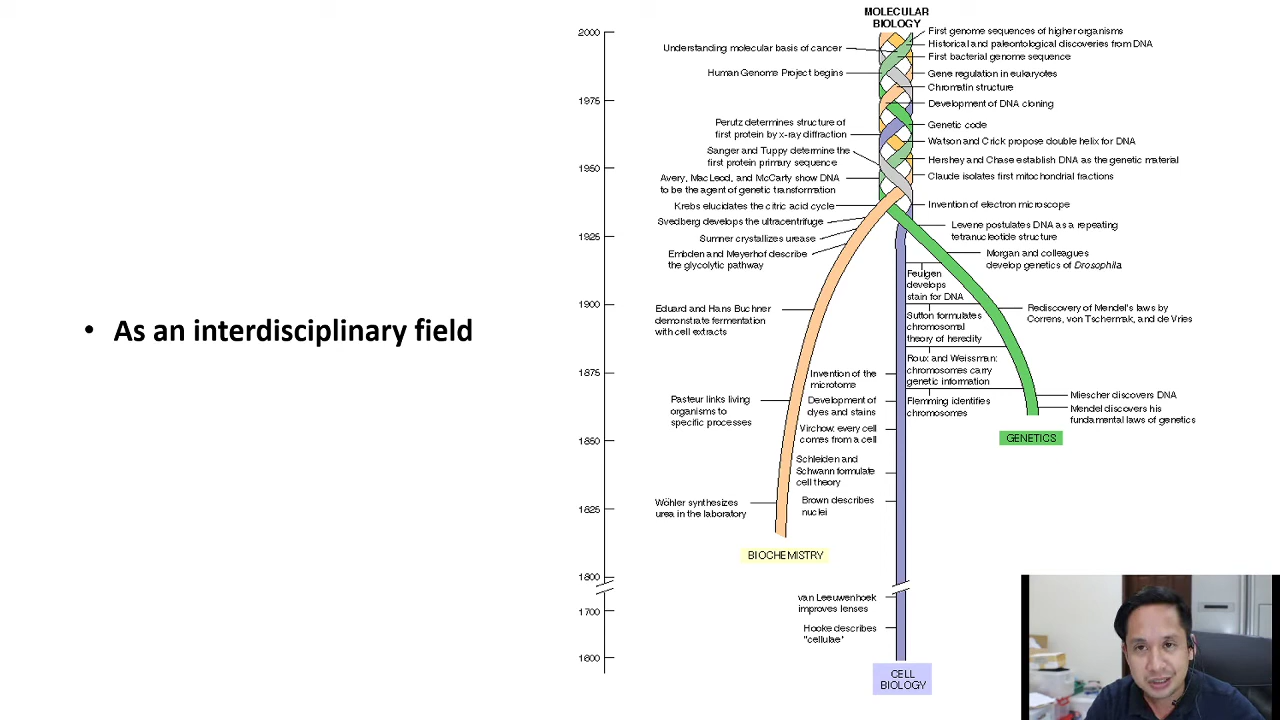 • As an interdisciplinary field
MOLECULAR
BIOLOGY
2000
1975
1950
1925
1900
1875
1850
1625
1800
1700
1600
Understanding molecular basis of cancer
Human Genome Project begins
Perutz determines structure of
first protein by x-ray diffraction
Sanger and Tuppy determine the
first protein primary sequence
Avery, MacLeod, and McCarty show DNA
to be the agent of genetic transformation
Krebs elucidates the citric acid cycle
Svedberg develops the ultracentrifuge
Sumner crystallizes urease
Embden and Meyerhof describe
the glycolytic pathway
Eduard and Hans Buchner
demonstrate fermentation
with cell extracts
Pasteur links living
organisms to
specific processes
Wöhler synthesizes
urea in the laboratory
BIOCHEMISTRY
First genome sequences of higher organisms
Historical and paleontological discoveries from DNA
First bacterial genome sequence
Gene regulation in eukaryotes
Chromatin structure
Development of DNA cloning
Genetic code
Watson and Crick propose double helix for DNA
Hershey and Chase establish DNA as the genetic material
Claude isolates first mitochondrial fractions
Invention of electron microscope
Levene postulates DNA as a repeating
tetranucleotide structure
Morgan and colleagues
develop genetics of Drosophila
Rediscovery of Mendel's laws by
Correns, von Tschermak, and de Vries
Miescher discovers DNA
Mendel discovers his
fundamental laws of genetics
GENETICS
Feulgen
develops
stain for DNA
Sutton formulates
chromosomal
theory of heredity
Roux and Weissman:
chromosomes carry
genetic information
Flemming identifies
chromosomes
Invention of the
microtome
Development of
dyes and stains
Virchow: every cell
comes from a cell
Schleiden and
Schwann formulate
cell theory
Brown describes
nuclei
van Leeuwenhoek
improves lenses
Hooke describes
"cellulae"
CELL
BIOLOGY